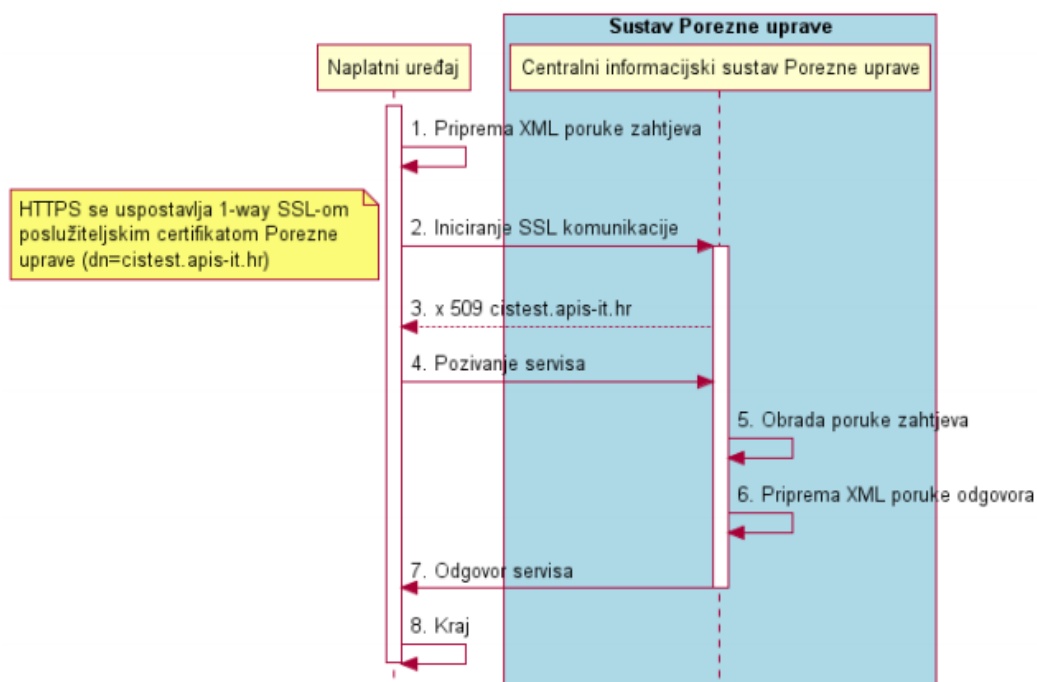 Sustav Porezne uprave
Naplatni uređaj
Centralni informacijski sustav Porezne uprave
1. Priprema XML poruke zahtjeva
HTTPS se uspostavlja 1-way SSL-om
poslužiteljskim certifikatom Porezne
uprave (dn=cistest.apis-it.hr)
2. Iniciranje SSL komunikacije
3. x 509 cistest.apis-it.hr
4. Pozivanje servisa
5. Obrada poruke zahtjeva
6. Priprema XML poruke odgovora
7. Odgovor servisa
8. Kraj